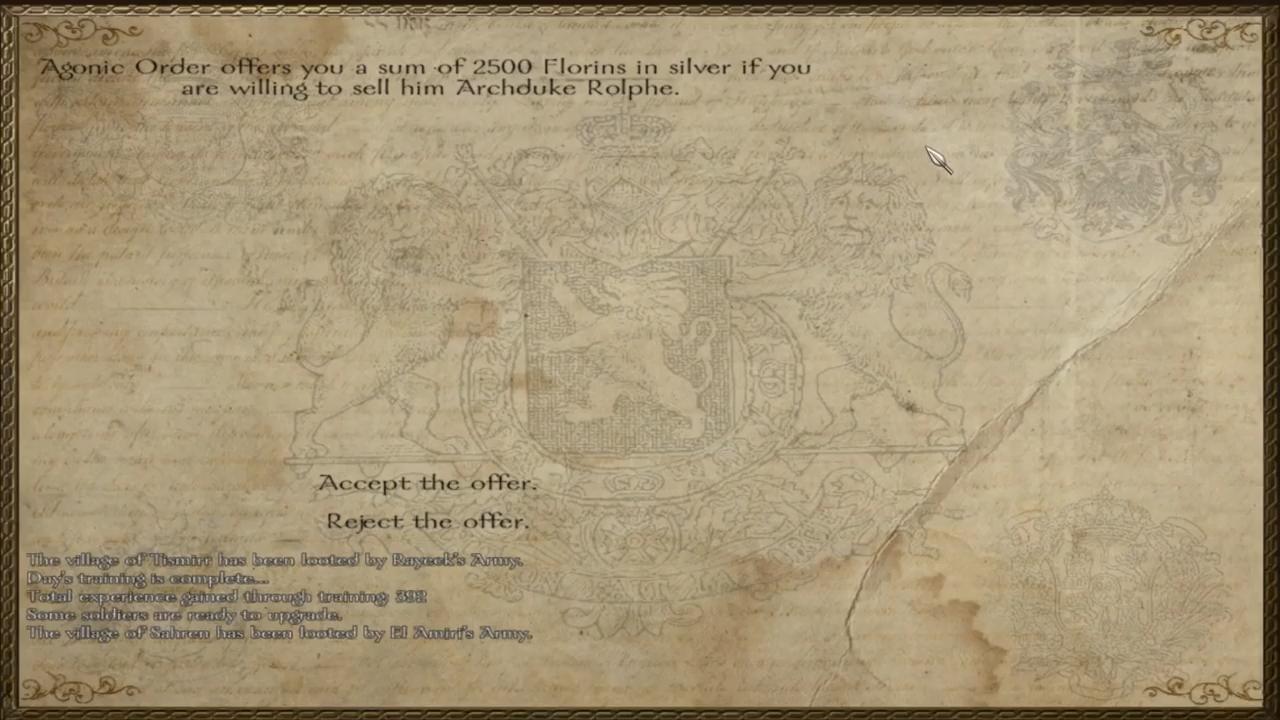 Agonic Order offers you a sum of 2500 Florins in silver if you
are willing to sell him Archduke Rolphe.
Accept the offer.
Reject the offer.
The village of Tismirr has been looted by Rayeck's Army.
Day's training is complete...
Total experience gained through training: 392
Some soldiers are ready to upgrade.
The village of Sahren has been looted by El Amiri's Army.